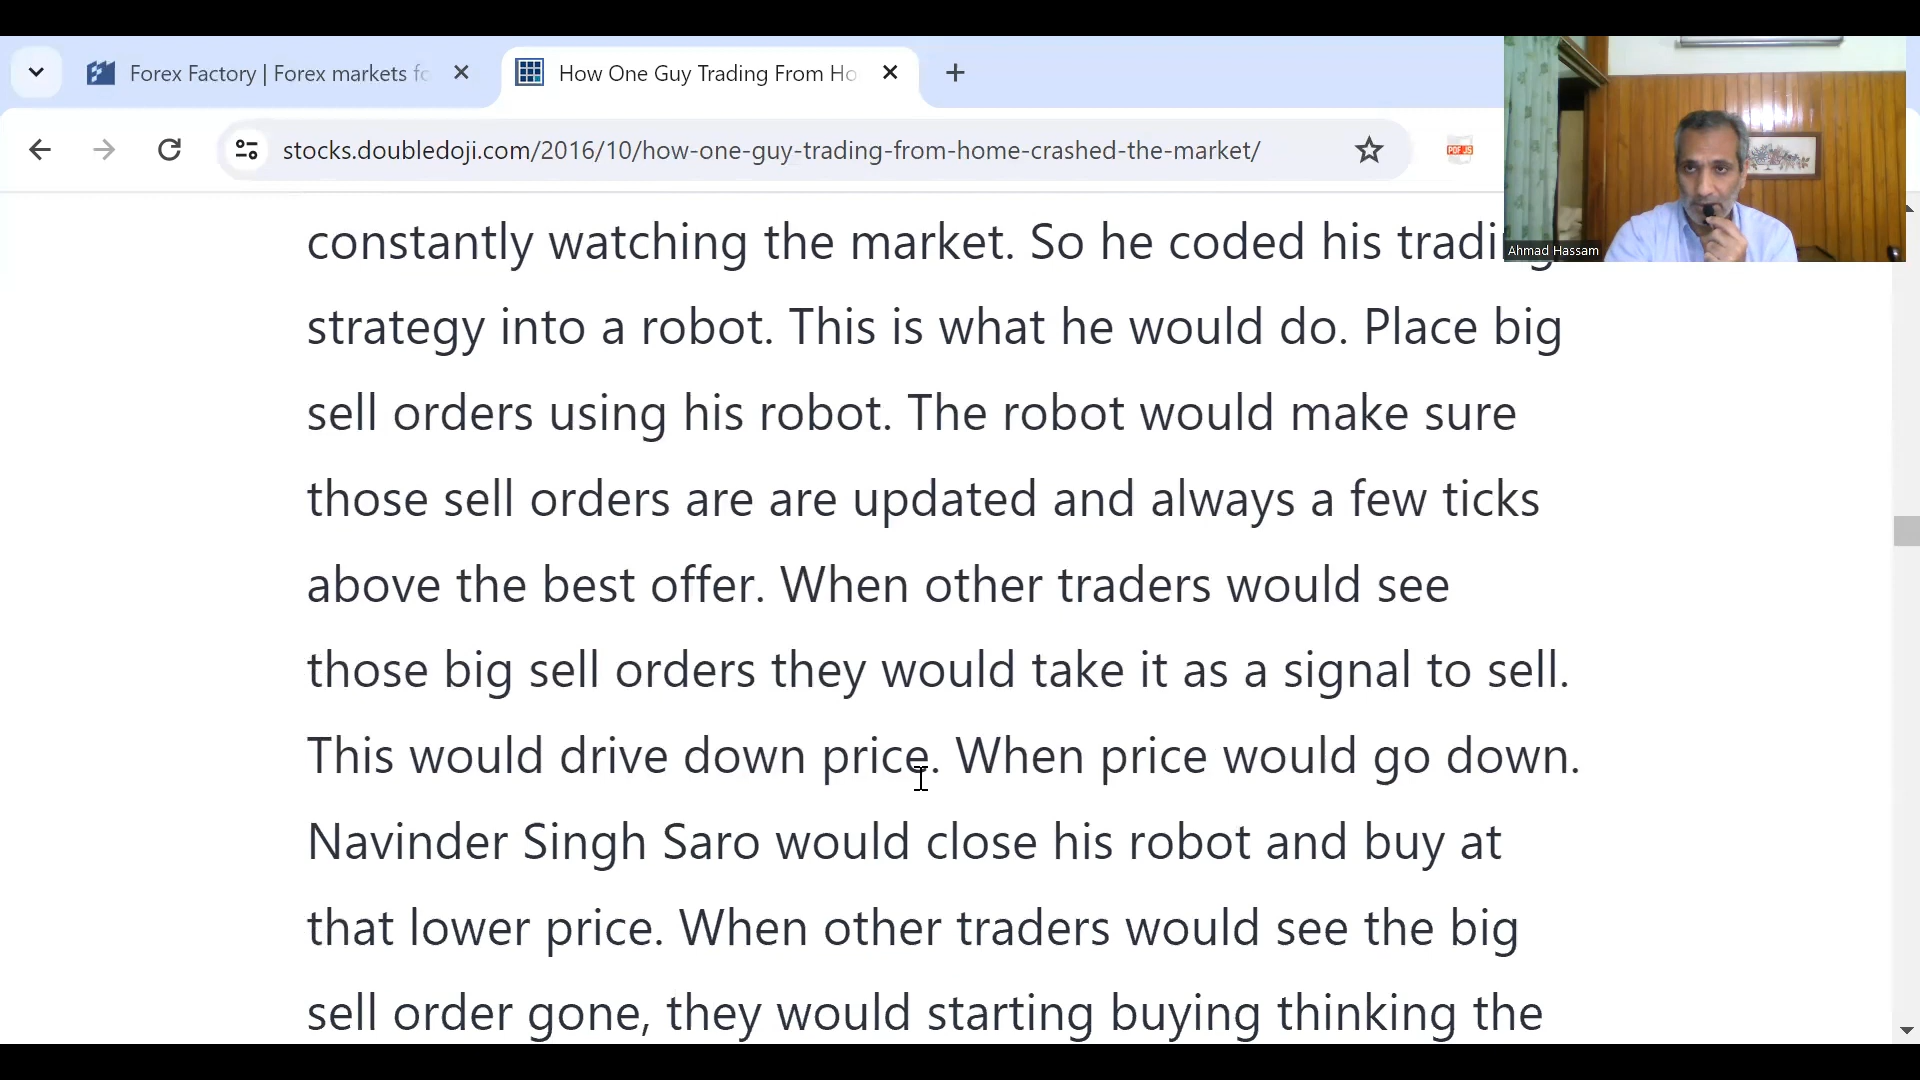 Forex Factory | Forex markets fo
How One Guy Trading From Ho
stocks.doubledoji.com/2016/10/how-one-guy-trading-from-home-crashed-the-market/
PDF JS
Ahmad Hassam
constantly watching the market. So he coded his trading
strategy into a robot. This is what he would do. Place big
sell orders using his robot. The robot would make sure
those sell orders are are updated and always a few ticks
above the best offer. When other traders would see
those big sell orders they would take it as a signal to sell.
This would drive down price. When price would go down.
Navinder Singh Saro would close his robot and buy at
that lower price. When other traders would see the big
sell order gone, they would starting buying thinking the